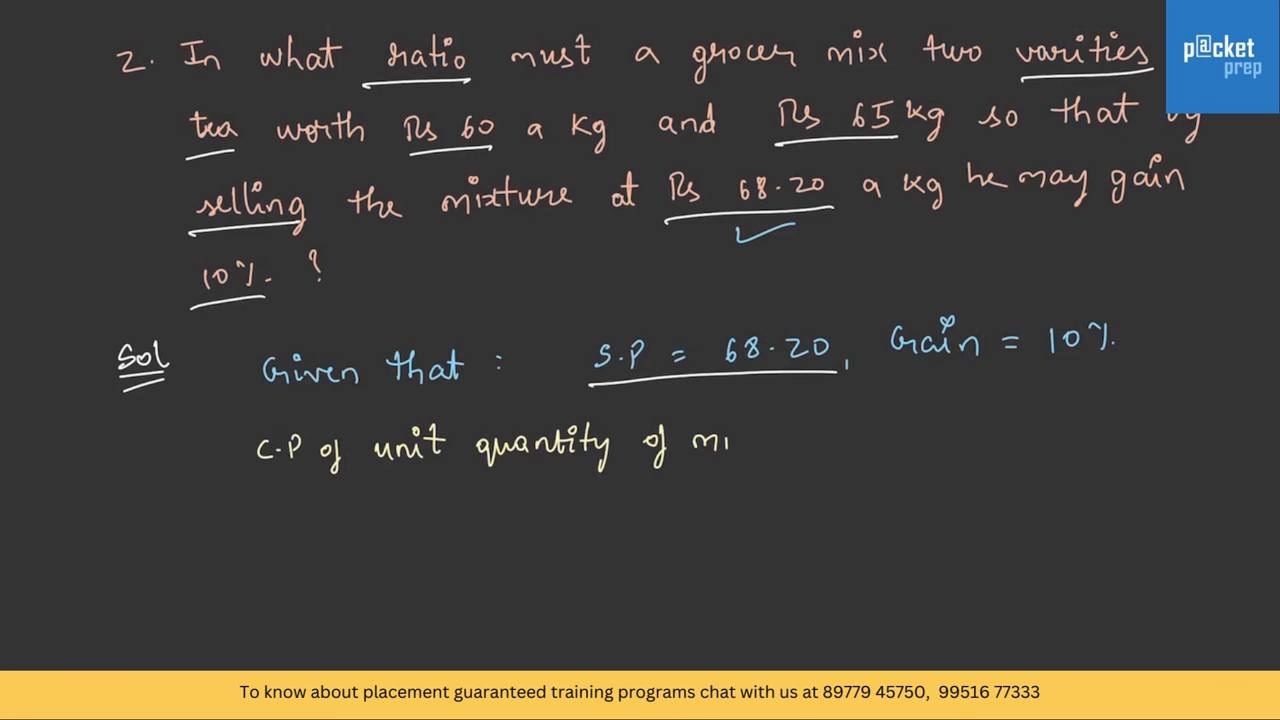 p@cket
prep
2. In what ratio must a grocer mix two varities
tea worth Rs 60 a Kg and Rs 65 kg so that by
selling the mixture at Rs 68.20 a kg he may gain
10%. ?
Sol Given that : S.P = 68.20, Gain = 10%.
C.P of unit quantity of mi
To know about placement guaranteed training programs chat with us at 89779 45750, 99516 77333